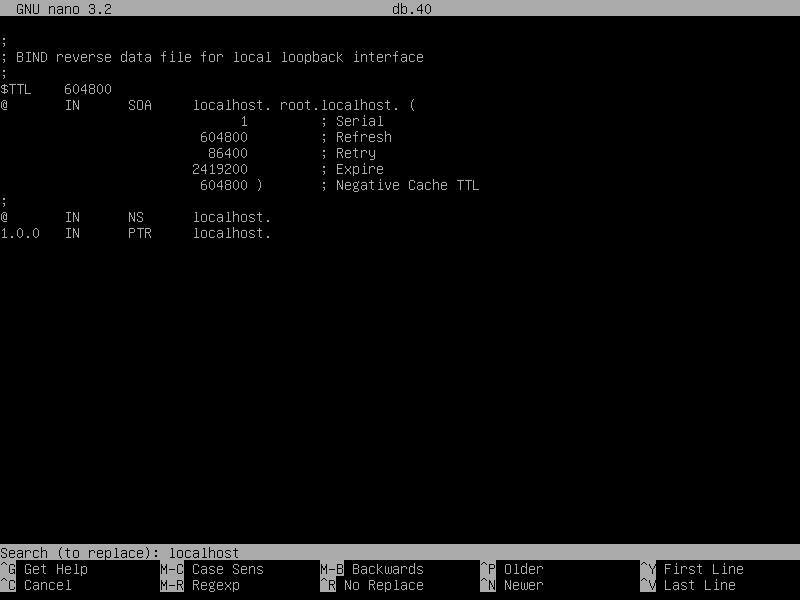 GNU nano 3.2 db.40
;
; BIND reverse data file for local loopback interface
;
$TTL 604800
@ IN SOA localhost. root.localhost. (
1 ; Serial
604800 ; Refresh
86400 ; Retry
2419200 ; Expire
604800 ) ; Negative Cache TTL
;
@ IN NS localhost.
1.0.0 IN PTR localhost.
Search (to replace): localhost
^G Get Help M-C Case Sens M-B Backwards ^P Older ^Y First Line
^C Cancel M-R Regexp ^R No Replace ^N Newer ^V Last Line